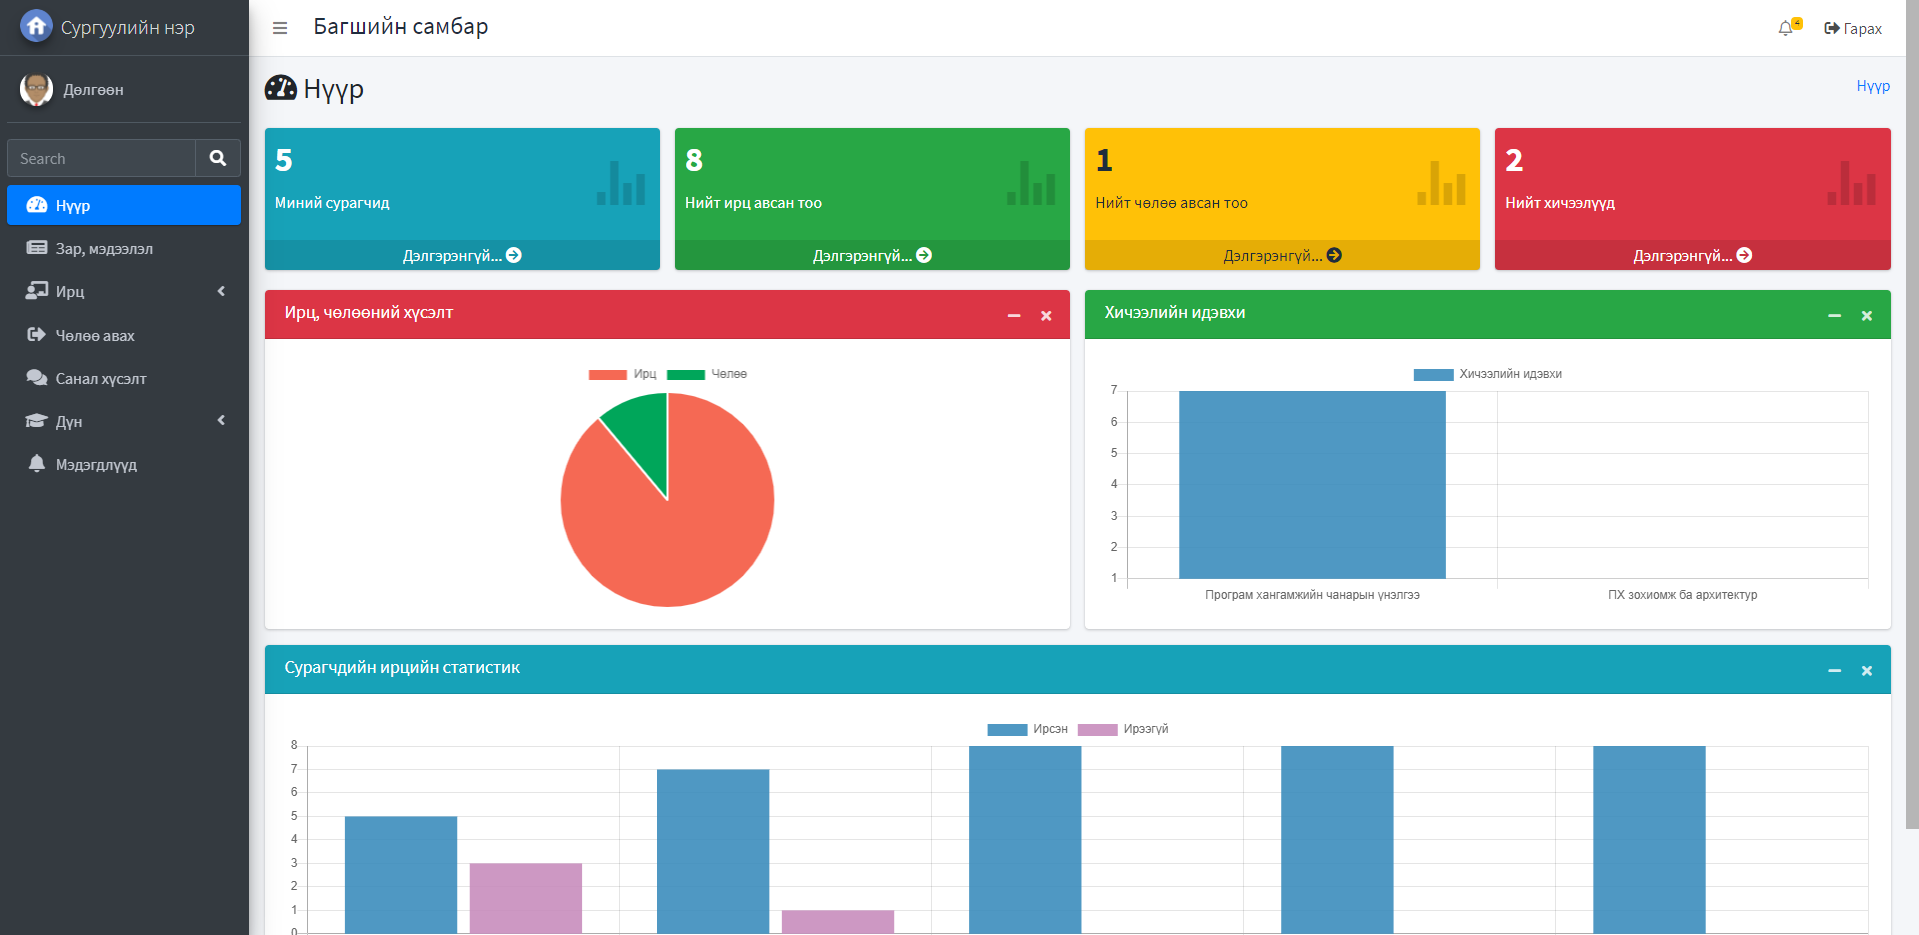 Сургуулийн нэр
Багшийн самбар
4
Гарах
Дөлгөөн
Search
Нүүр
Зар, мэдээлэл
Ирц
Чөлөө авах
Санал хүсэлт
Дүн
Мэдэгдлүүд
Нүүр
Нүүр
5
Миний сурагчид
Дэлгэрэнгүй...
8
Нийт ирц авсан тоо
Дэлгэрэнгүй...
1
Нийт чөлөө авсан тоо
Дэлгэрэнгүй...
2
Нийт хичээлүүд
Дэлгэрэнгүй...
Ирц, чөлөөний хүсэлт
Ирц Чөлөө
Хичээлийн идэвхи
Хичээлийн идэвхи
7
6
5
4
3
2
1
Програм хангамжийн чанарын үнэлгээ
ПХ зохиомж ба архитектур
Сурагчдийн ирцийн статистик
Ирсэн Ирээгүй
8
7
6
5
4
3
2
1
0